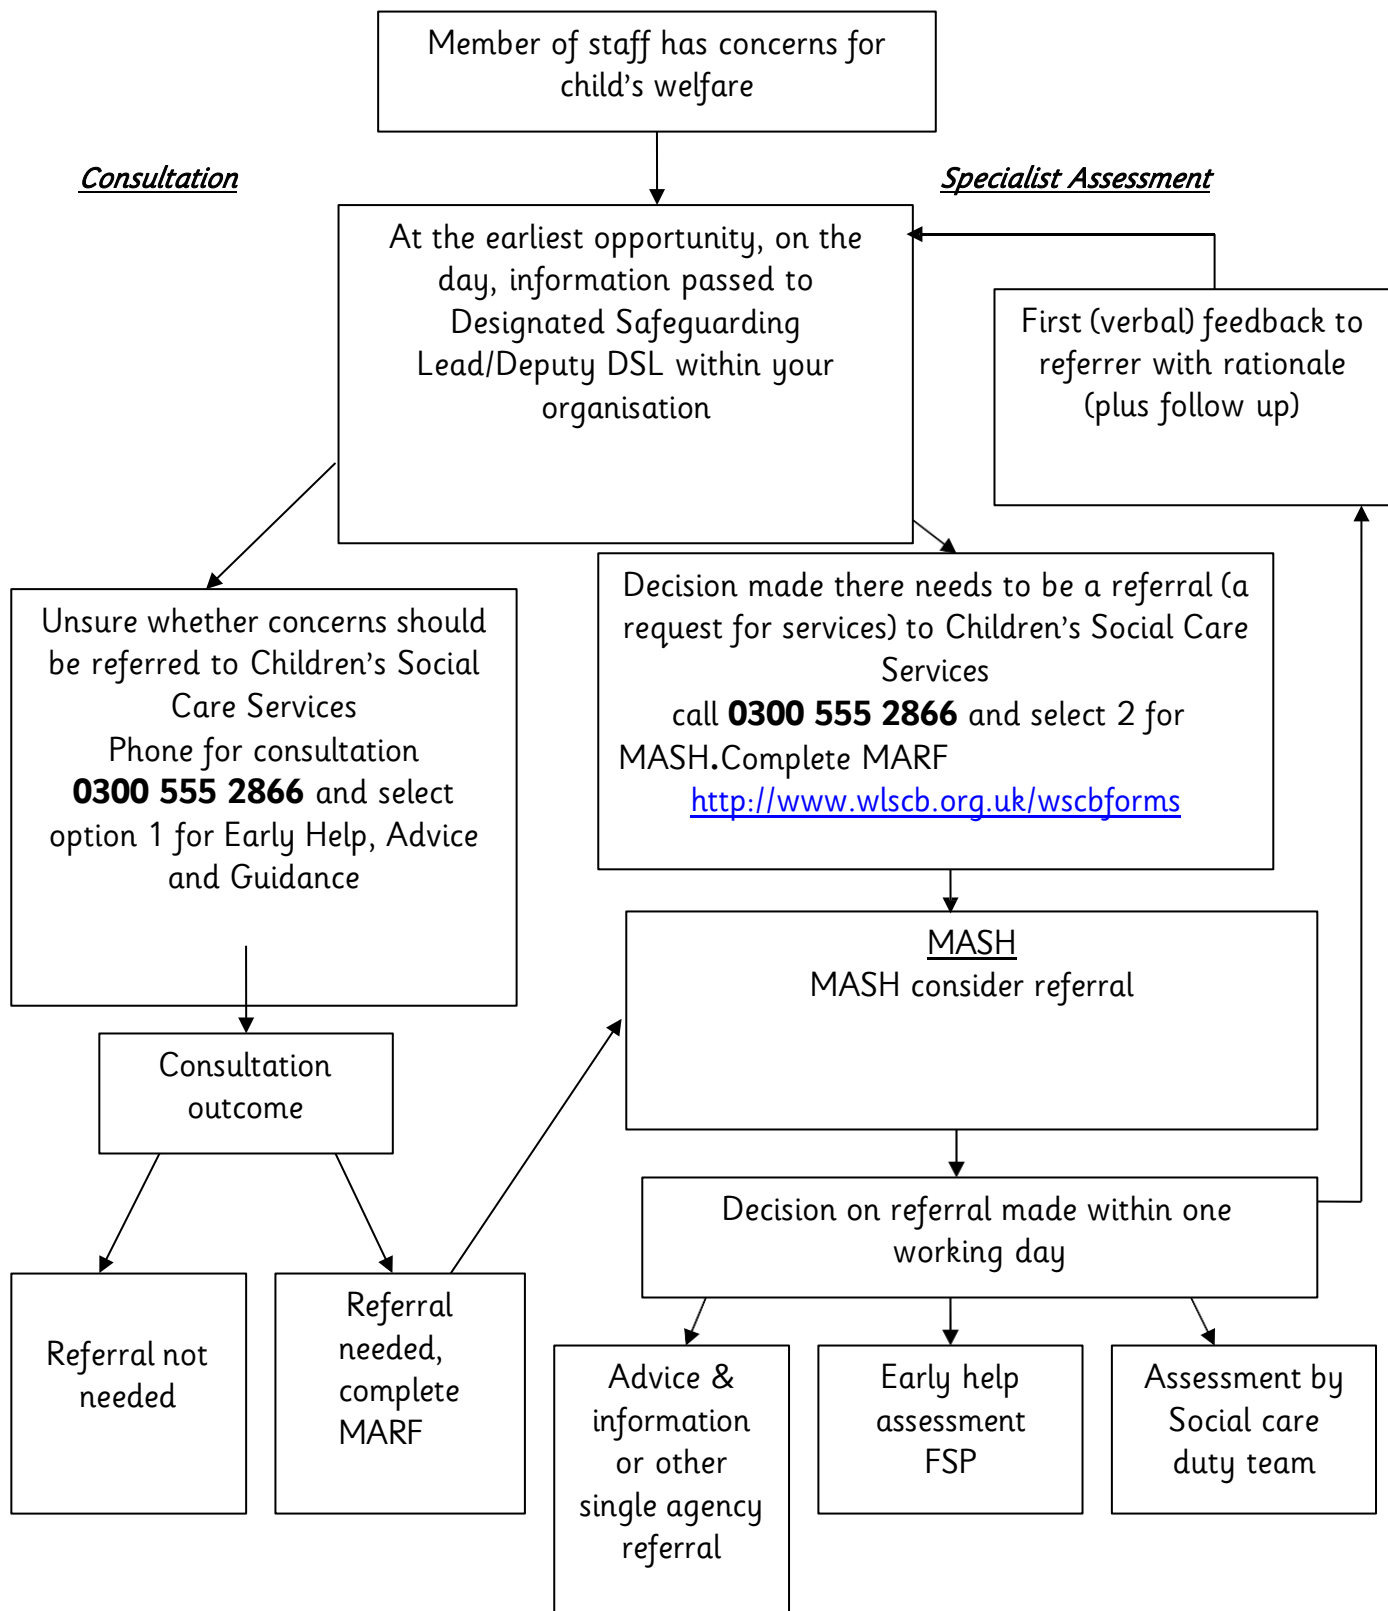 Member of staff has concerns for
child's welfare
Consultation
Specialist Assessment
At the earliest opportunity, on the
day, information passed to
Designated Safeguarding
Lead/Deputy DSL within your
organisation
First (verbal) feedback to
referrer with rationale
(plus follow up)
Unsure whether concerns should
be referred to Children's Social
Care Services
Phone for consultation
0300 555 2866 and select
option 1 for Early Help, Advice
and Guidance
Decision made there needs to be a referral (a
request for services) to Children's Social Care
Services
call 0300 555 2866 and select 2 for
MASH.Complete MARF
http://www.wlscb.org.uk/wscbforms
MASH
MASH consider referral
Consultation
outcome
Decision on referral made within one
working day
Referral not
needed
Referral
needed,
complete
MARF
Advice &
information
or other
single agency
referral
Early help
assessment
FSP
Assessment by
Social care
duty team